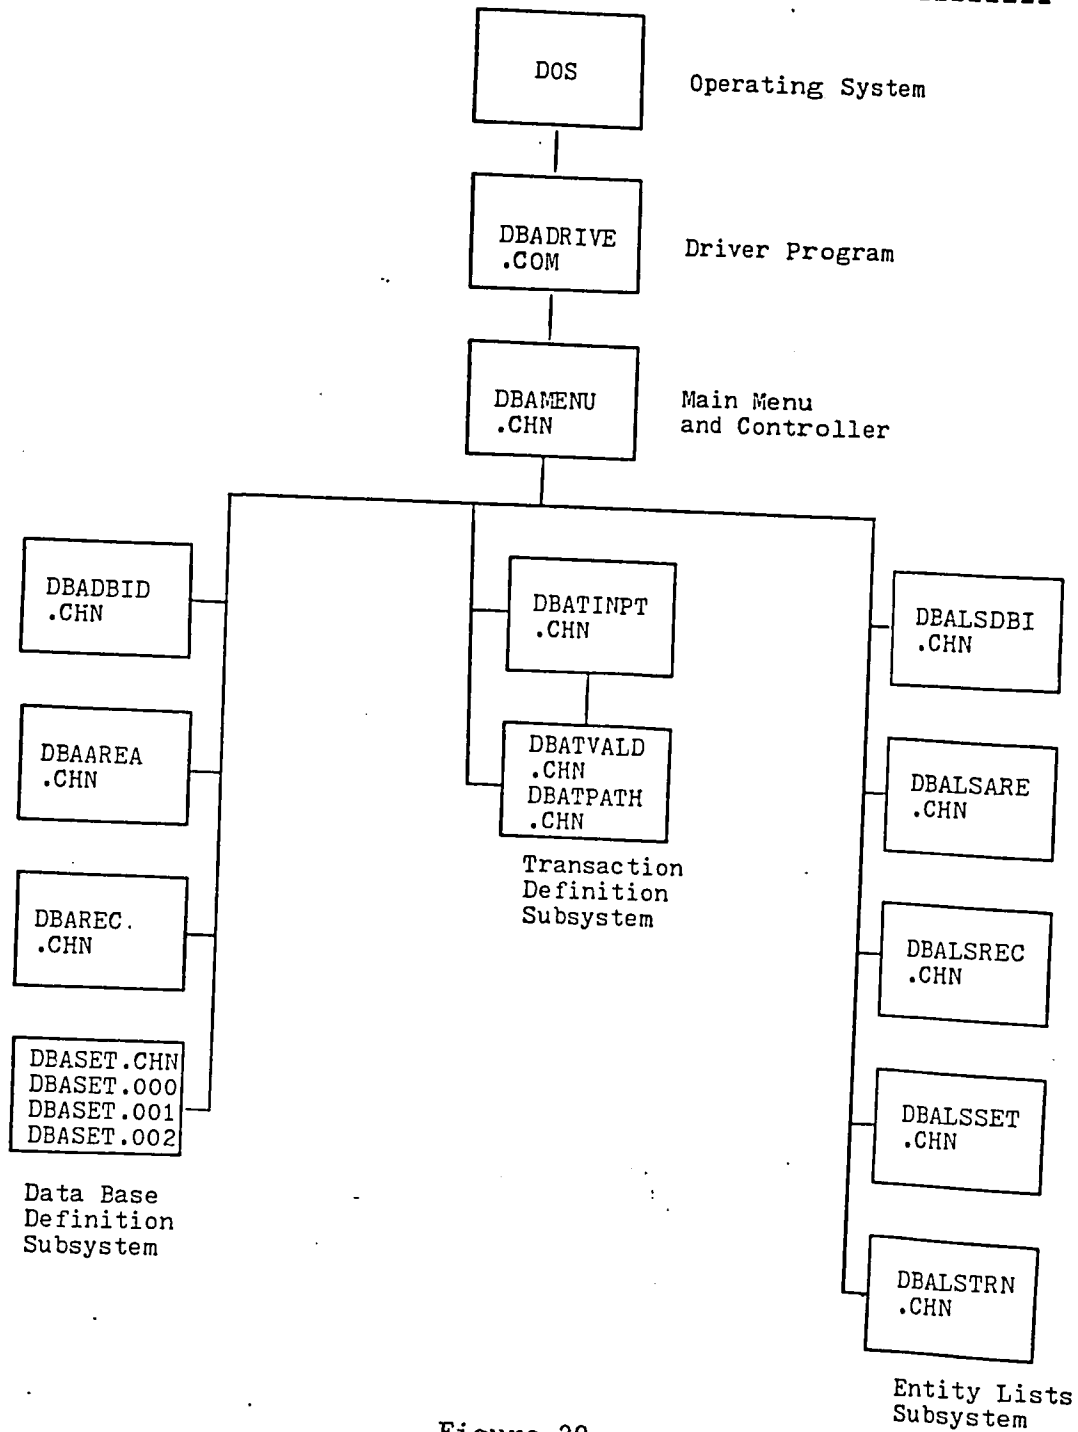 DOS
Operating System
DBADRIVE
.COM
Driver Program
DBAMENU
.CHN
Main Menu
and Controller
DBADBID
.CHN
DBAAREA
.CHN
DBAREC.
.CHN
DBASET.CHN
DBASET.000
DBASET.001
DBASET.002
Data Base
Definition
Subsystem
DBATINPT
.CHN
DBATVALD
.CHN
DBATPATH
.CHN
Transaction
Definition
Subsystem
DBALSDBI
.CHN
DBALSARE
.CHN
DBALSREC
.CHN
DBALSSET
.CHN
DBALSTRN
.CHN
Entity Lists
Subsystem
Figure